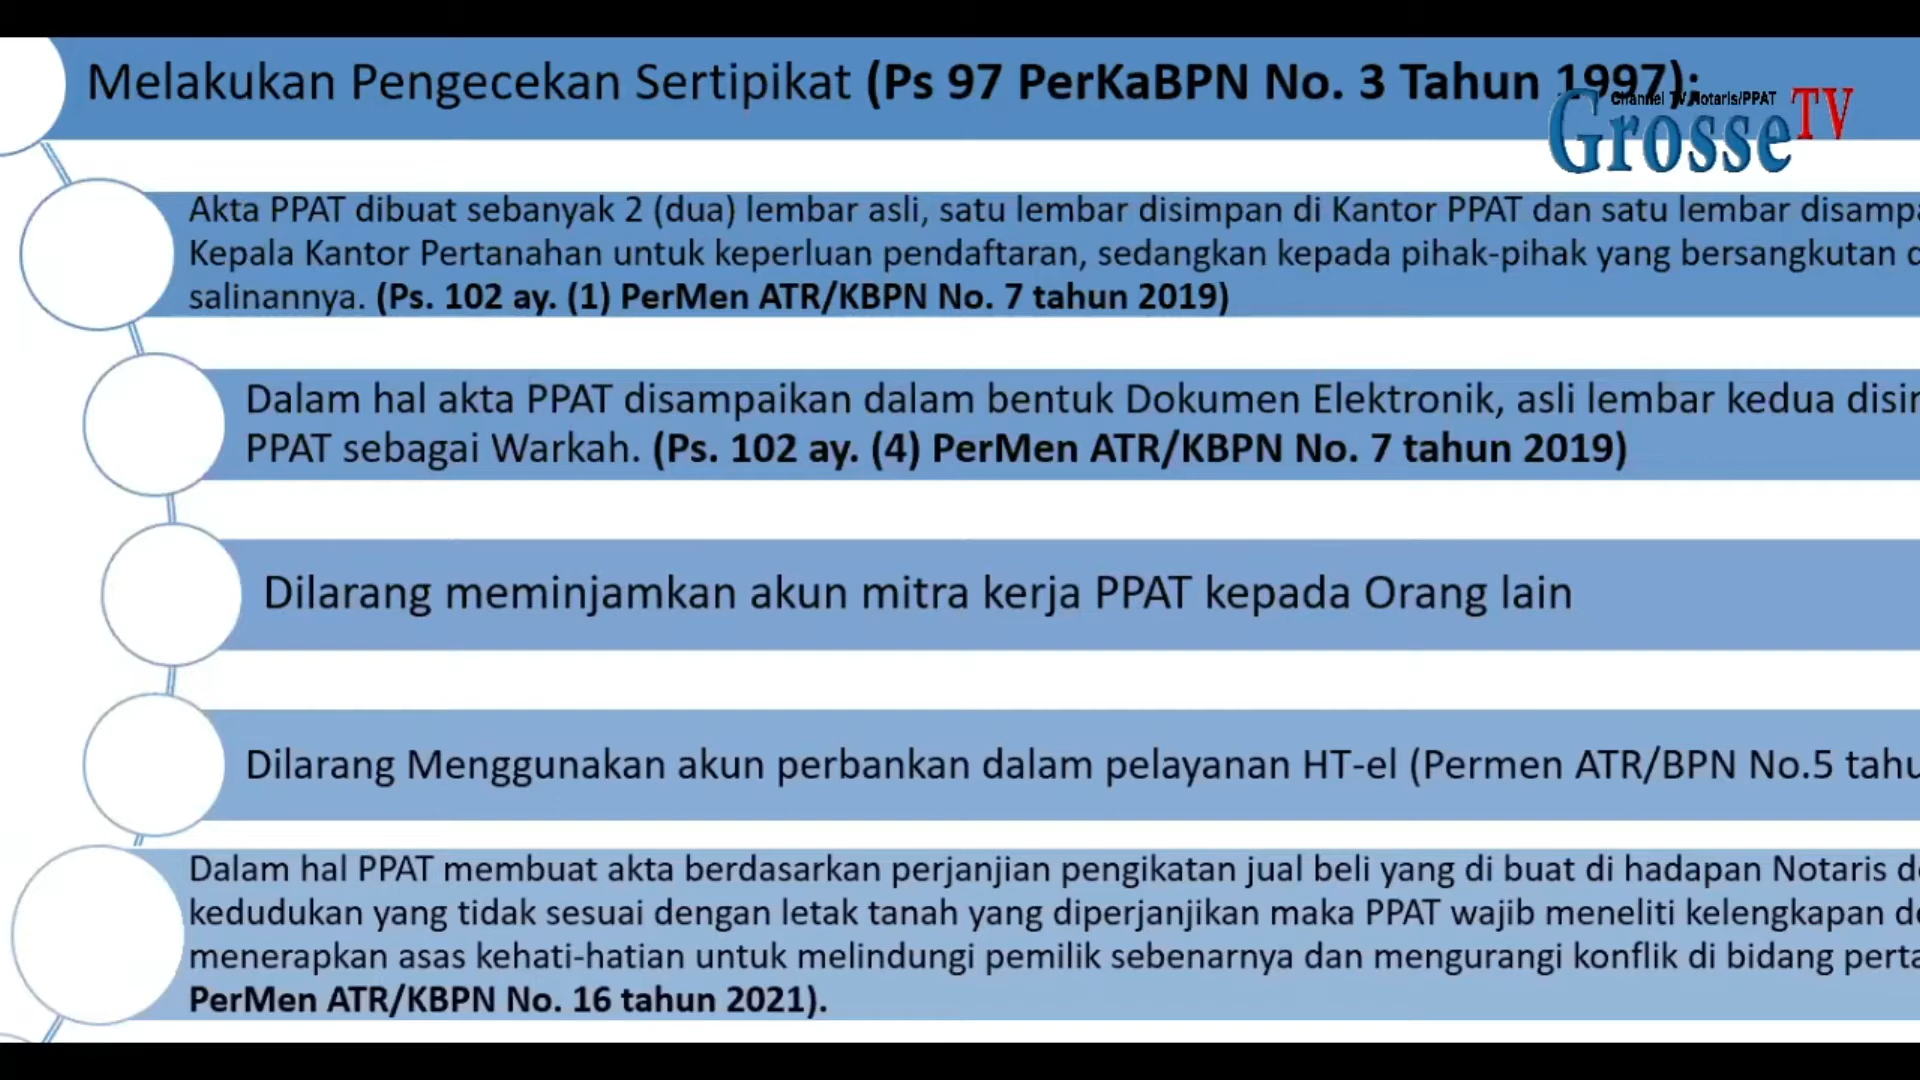 Melakukan Pengecekan Sertipikat (Ps 97 PerKaBPN No. 3 Tahun 1997):
Channel TV Notaris/PPAT
Grosse TV
Akta PPAT dibuat sebanyak 2 (dua) lembar asli, satu lembar disimpan di Kantor PPAT dan satu lembar
Kepala Kantor Pertanahan untuk keperluan pendaftaran, sedangkan kepada pihak-pihak yang bersangkutan
salinannya. (Ps. 102 ay. (1) PerMen ATR/KBPN No. 7 tahun 2019)
Dalam hal akta PPAT disampaikan dalam bentuk Dokumen Elektronik, asli lembar kedua
PPAT sebagai Warkah. (Ps. 102 ay. (4) PerMen ATR/KBPN No. 7 tahun 2019)
Dilarang meminjamkan akun mitra kerja PPAT kepada Orang lain
Dilarang Menggunakan akun perbankan dalam pelayanan HT-el (Permen ATR/BPN No.5
Dalam hal PPAT membuat akta berdasarkan perjanjian pengikatan jual beli yang di buat di hadapan Notaris
kedudukan yang tidak sesuai dengan letak tanah yang diperjanjikan maka PPAT wajib meneliti kelengkapan
menerapkan asas kehati-hatian untuk melindungi pemilik sebenarnya dan mengurangi konflik di bidang
PerMen ATR/KBPN No. 16 tahun 2021).